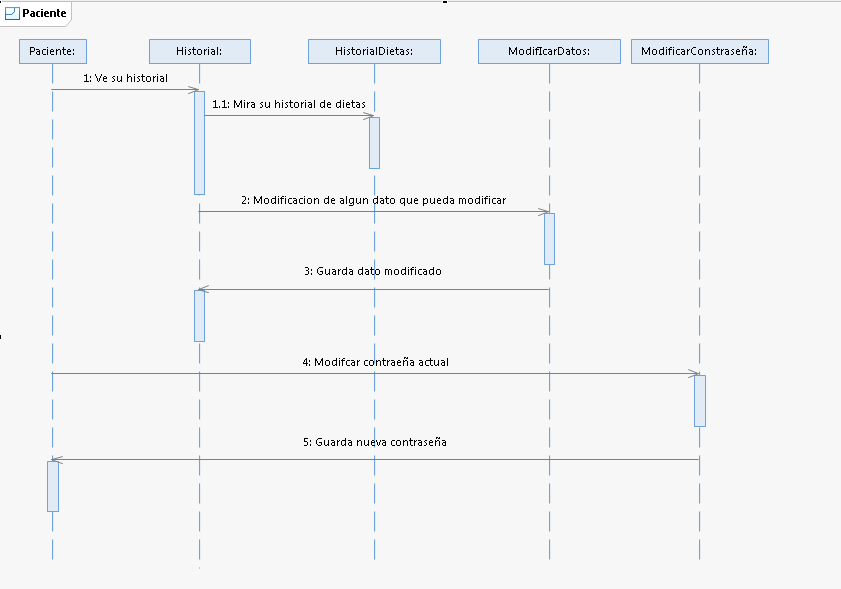 Paciente
Paciente:
Historial:
HistorialDietas:
ModifIcarDatos:
ModificarConstraseña:
1: Ve su historial
1.1: Mira su historial de dietas
2: Modificacion de algun dato que pueda modificar
3: Guarda dato modificado
4: Modifcar contraeña actual
5: Guarda nueva contraseña